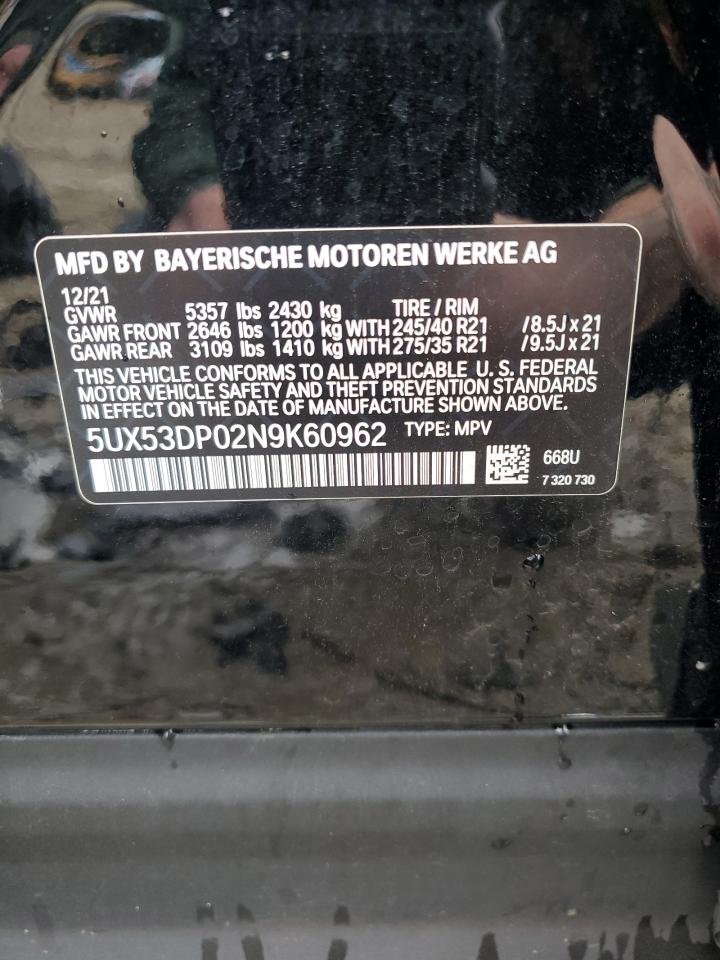 MFD BY BAYERISCHE MOTOREN WERKE AG
12/21
GVWR 5357 lbs 2430 kg TIRE / RIM
GAWR FRONT 2646 lbs 1200 kg WITH 245/40 R21 /8.5J x 21
GAWR REAR 3109 lbs 1410 kg WITH 275/35 R21 /9.5J x 21
THIS VEHICLE CONFORMS TO ALL APPLICABLE U. S. FEDERAL
MOTOR VEHICLE SAFETY AND THEFT PREVENTION STANDARDS
IN EFFECT ON THE DATE OF MANUFACTURE SHOWN ABOVE.
5UX53DP02N9K60962 TYPE: MPV
668U
7 320 730